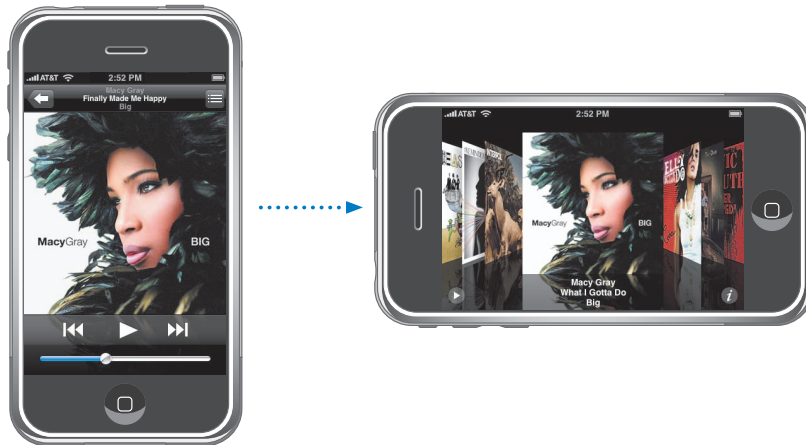 AT&T 2:52 PM
Macy Gray
Finally Made Me Happy
Big
MacyGray BIG
AT&T 2:52 PM
MacyGray BIG
Macy Gray
What I Gotta Do
Big
i